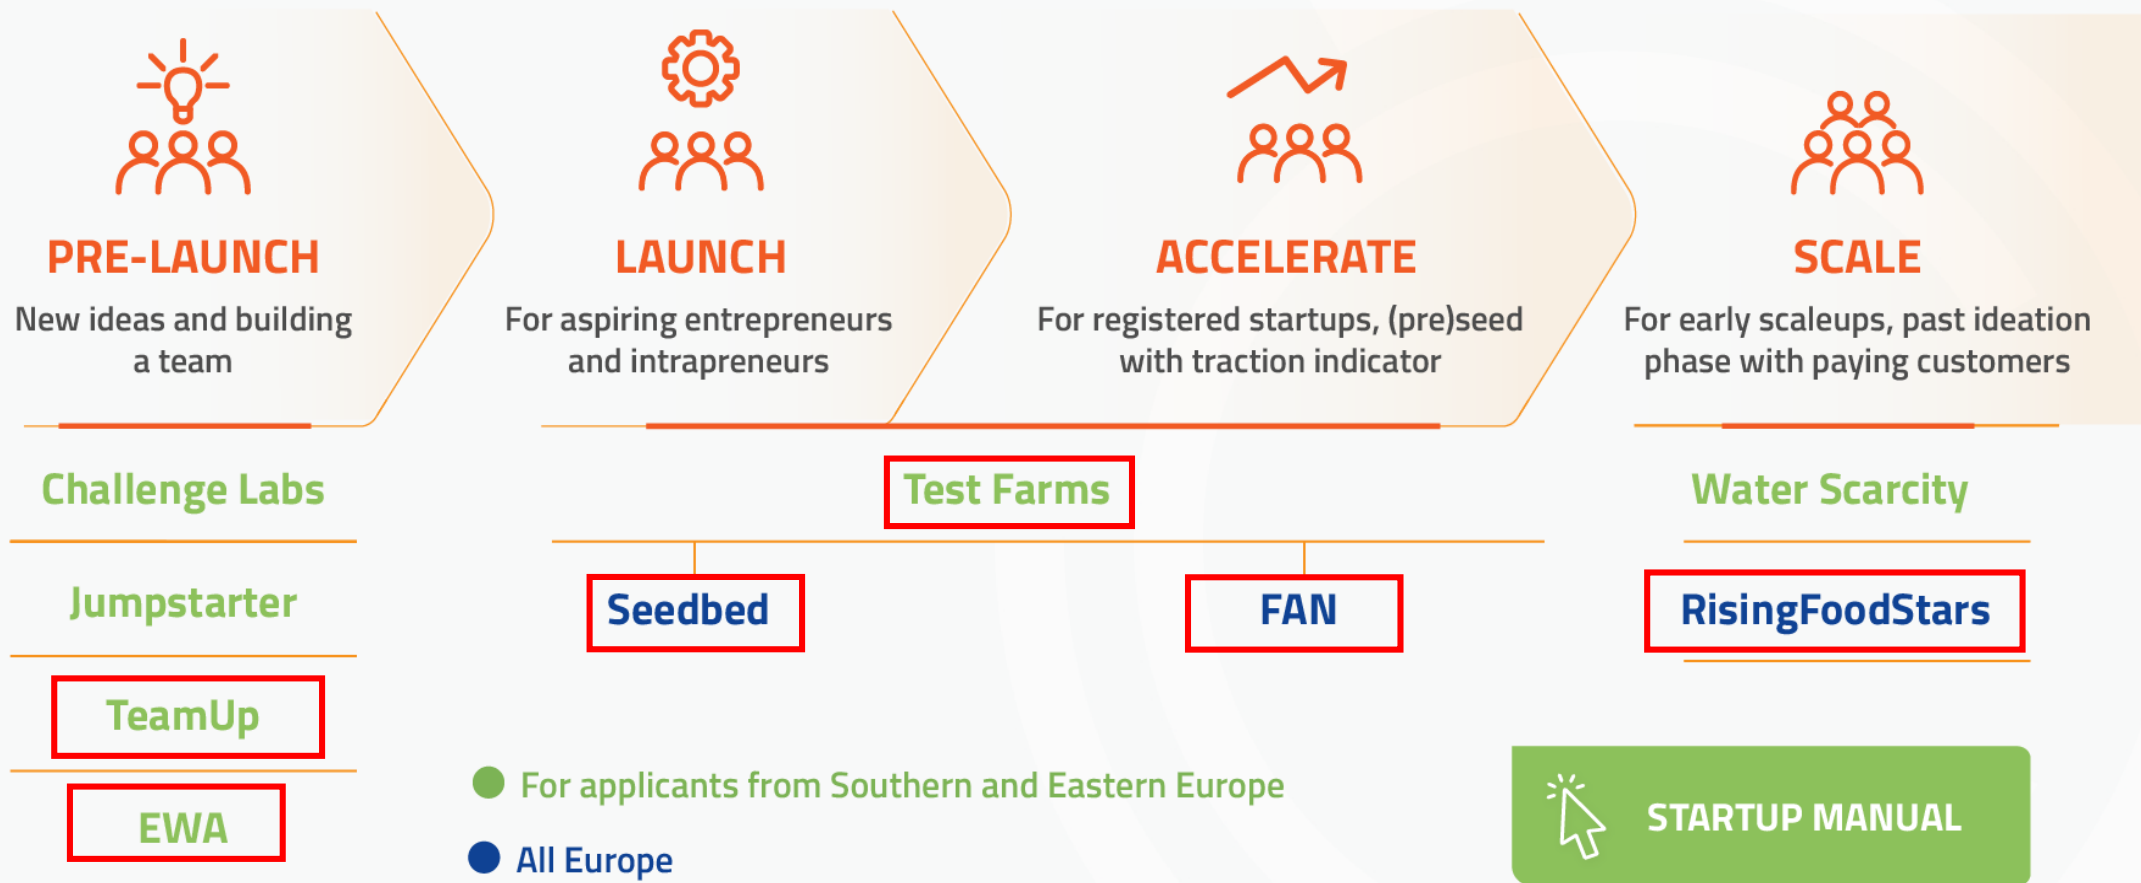 PRE-LAUNCH
New ideas and building
a team
LAUNCH
For aspiring entrepreneurs
and intrapreneurs
ACCELERATE
For registered startups, (pre)seed
with traction indicator
SCALE
For early scaleups, past ideation
phase with paying customers
Challenge Labs
Jumpstarter
TeamUp
EWA
Test Farms
Seedbed
FAN
Water Scarcity
RisingFoodStars
For applicants from Southern and Eastern Europe
All Europe
STARTUP MANUAL